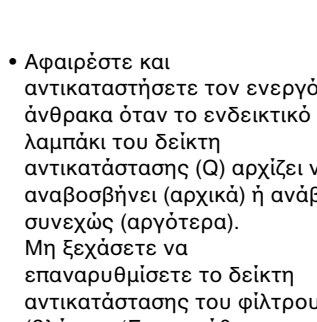 • Αφαιρέστε και
αντικαταστήσετε τον ενεργό
άνθρακα όταν το ενδεικτικό
λαμπάκι του δείκτη
αντικατάστασης (Q) αρχίζει ν
αναβοσβήνει (αρχικά) ή ανάβ
συνεχώς (αργότερα).
Μη ξεχάσετε να
επαναρυθμίσετε το δείκτη
αντικατάστασης του φίλτρου